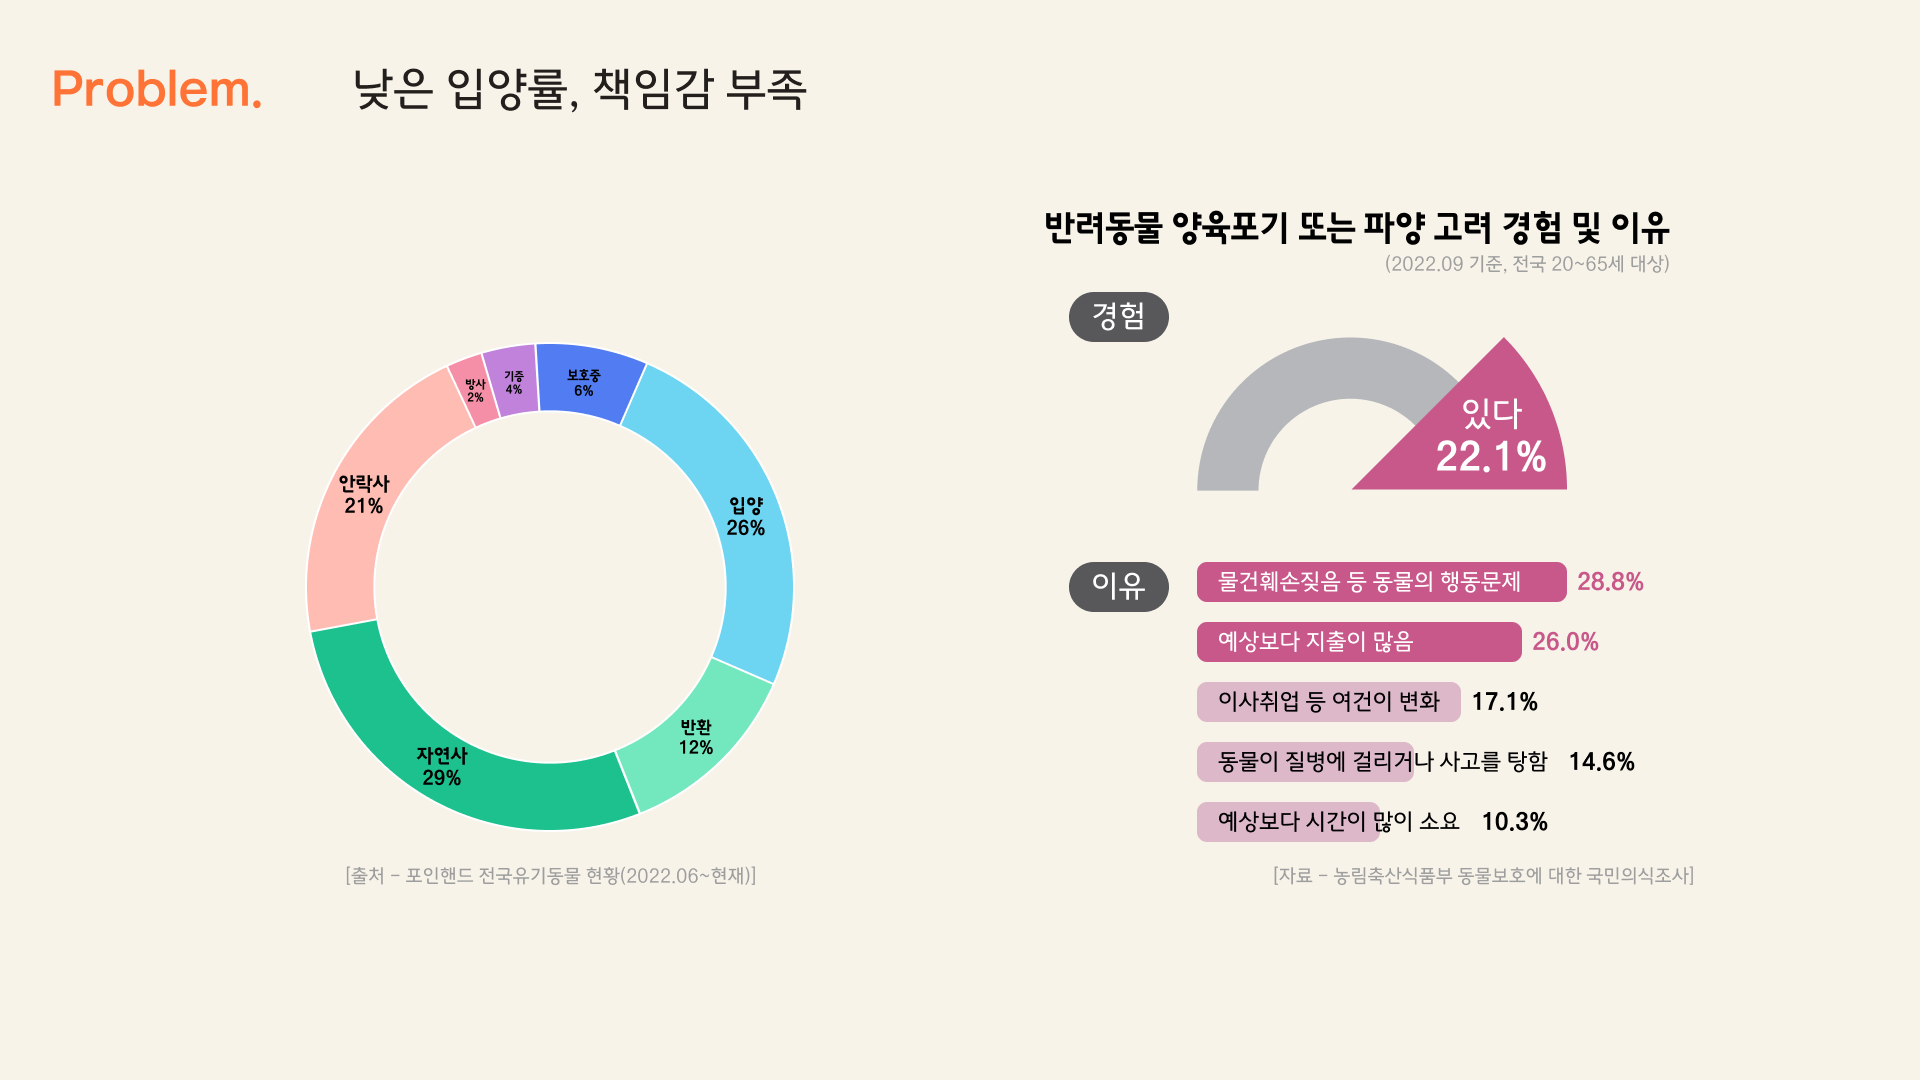 Problem. 낮은 입양률, 책임감 부족
방사
2%
기증
4%
보호중
6%
안락사
21%
입양
26%
반환
12%
자연사
29%
[출처 - 포인핸드 전국유기동물 현황(2022.06~현재)]
반려동물 양육포기 또는 파양 고려 경험 및 이유
(2022.09 기준, 전국 20~65세 대상)
경험
있다
22.1%
이유
물건훼손짖음 등 동물의 행동문제 28.8%
예상보다 지출이 많음 26.0%
이사취업 등 여건이 변화 17.1%
동물이 질병에 걸리거나 사고를 탕함 14.6%
예상보다 시간이 많이 소요 10.3%
[자료 - 농림축산식품부 동물보호에 대한 국민의식조사]